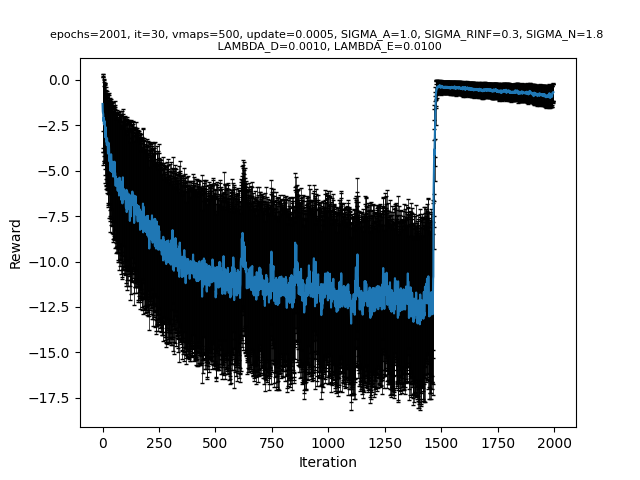 epochs=2001, it=30, vmaps=500, update=0.0005, SIGMA_A=1.0, SIGMA_RINF=0.3, SIGMA_N=1.8
LAMBDA_D=0.0010, LAMBDA_E=0.0100
0.0
−2.5
−5.0
−7.5
−10.0
−12.5
−15.0
−17.5
Reward
0 250 500 750 1000 1250 1500 1750 2000
Iteration